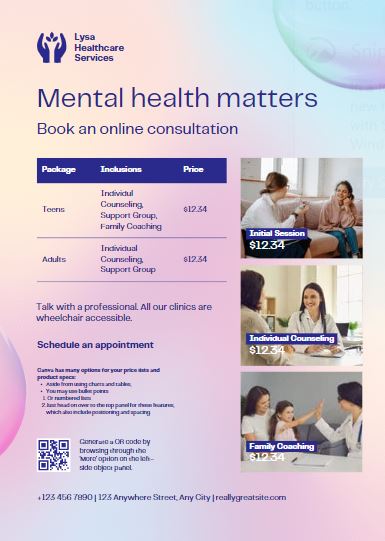 Lysa
Healthcare
Services
Mental health matters
Book an online consultation
Package Inclusions Price
Teens
Individul
Counseling,
Support Group,
Family Coaching
$12.34
Adults
Individual
Counseling,
Support Group
$12.34
Initial Session
$12.34
Individual Counseling
$12.34
Family Coaching
$12.34
Talk with a professional. All our clinics are
wheelchair accessible.
Schedule an appointment
Canva has many options for your price lists and
product specs:
• Aside from using charts and tables,
• You may use bullet points
1. Or numbered lists
2. Just head on over to the top panel for these features,
which also include positioning and spacing.
Generate a QR code by
browsing through the
'More' option on the left-
side object panel.
+123 456 7890 | 123 Anywhere Street, Any City | reallygreatsite.com